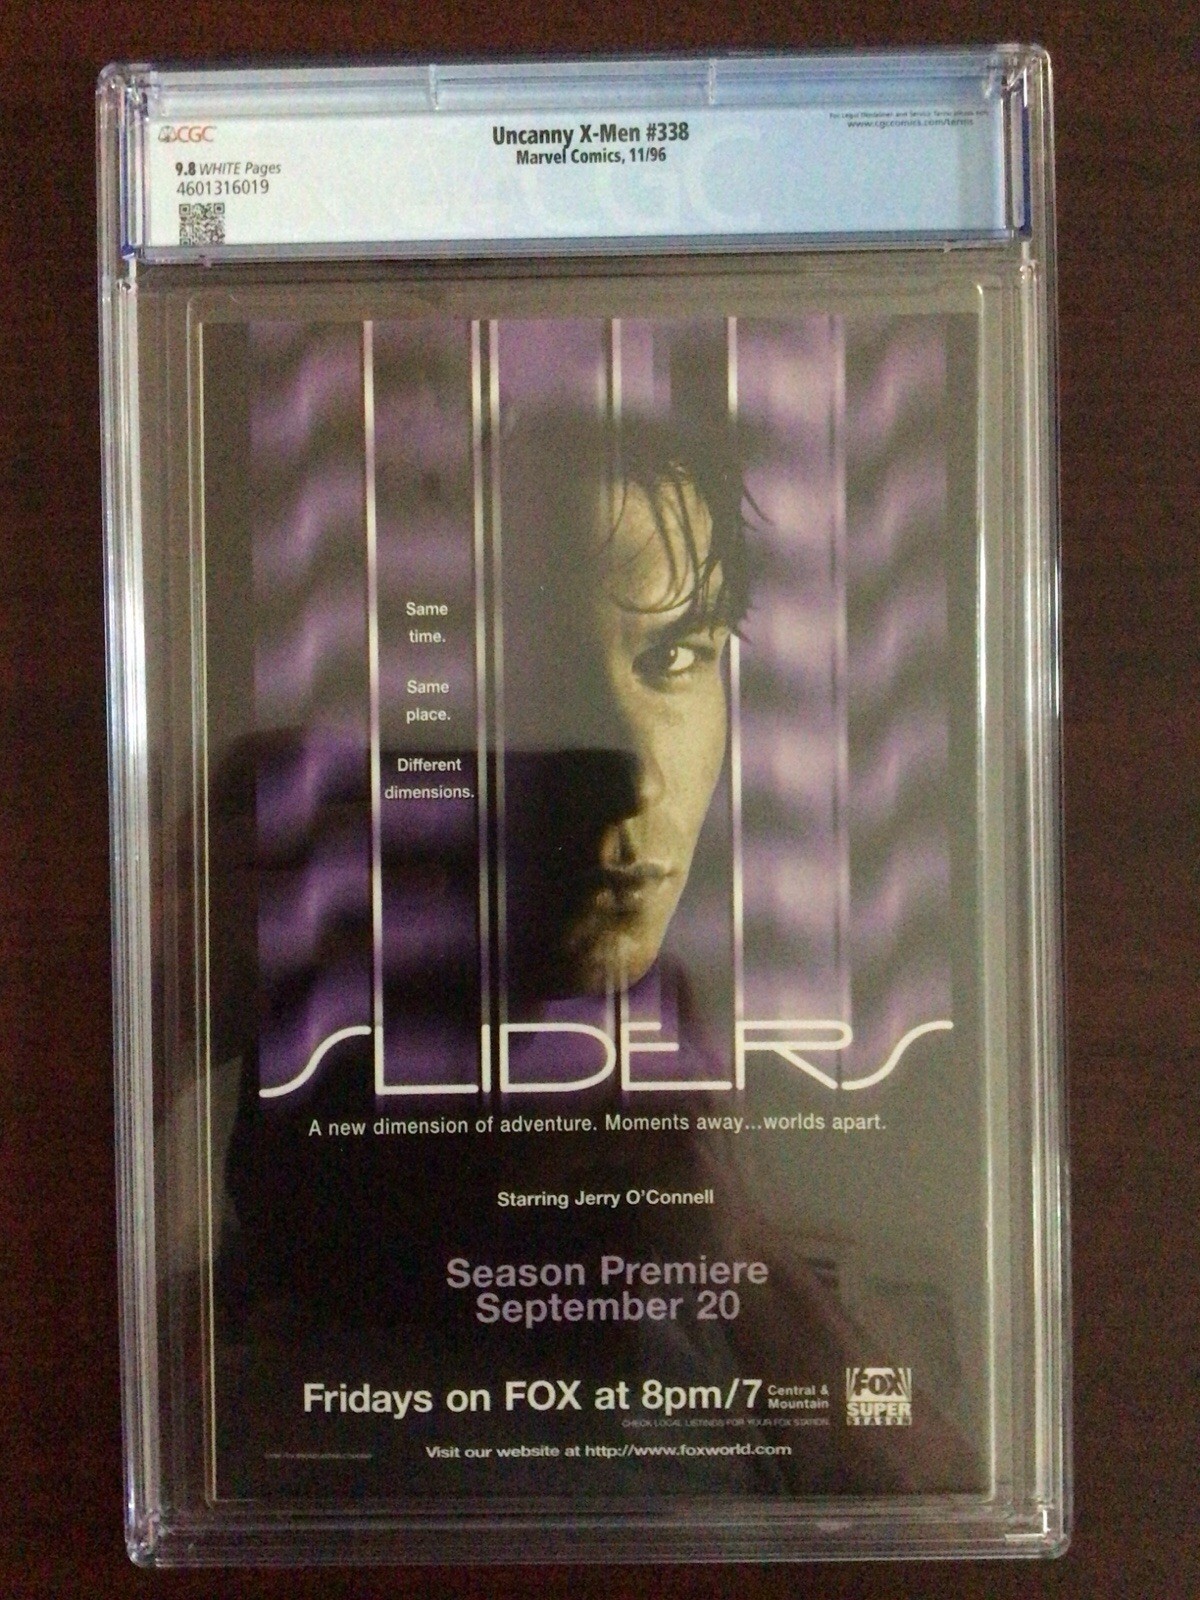 CGC
Uncanny X-Men #338
Marvel Comics, 11/96
www.cgccomics.com/terms
9.8 WHITE Pages
4601316019
Same
time.
Same
place.
Different
dimensions.
SLIDERS
A new dimension of adventure. Moments away...worlds apart.
Starring Jerry O'Connell
Season Premiere
September 20
Fridays on FOX at 8pm/7 Central & Mountain
CHECK LOCAL LISTINGS FOR YOUR FOX STATION.
FOX
SUPER
SEASON
Visit our website at http://www.foxworld.com